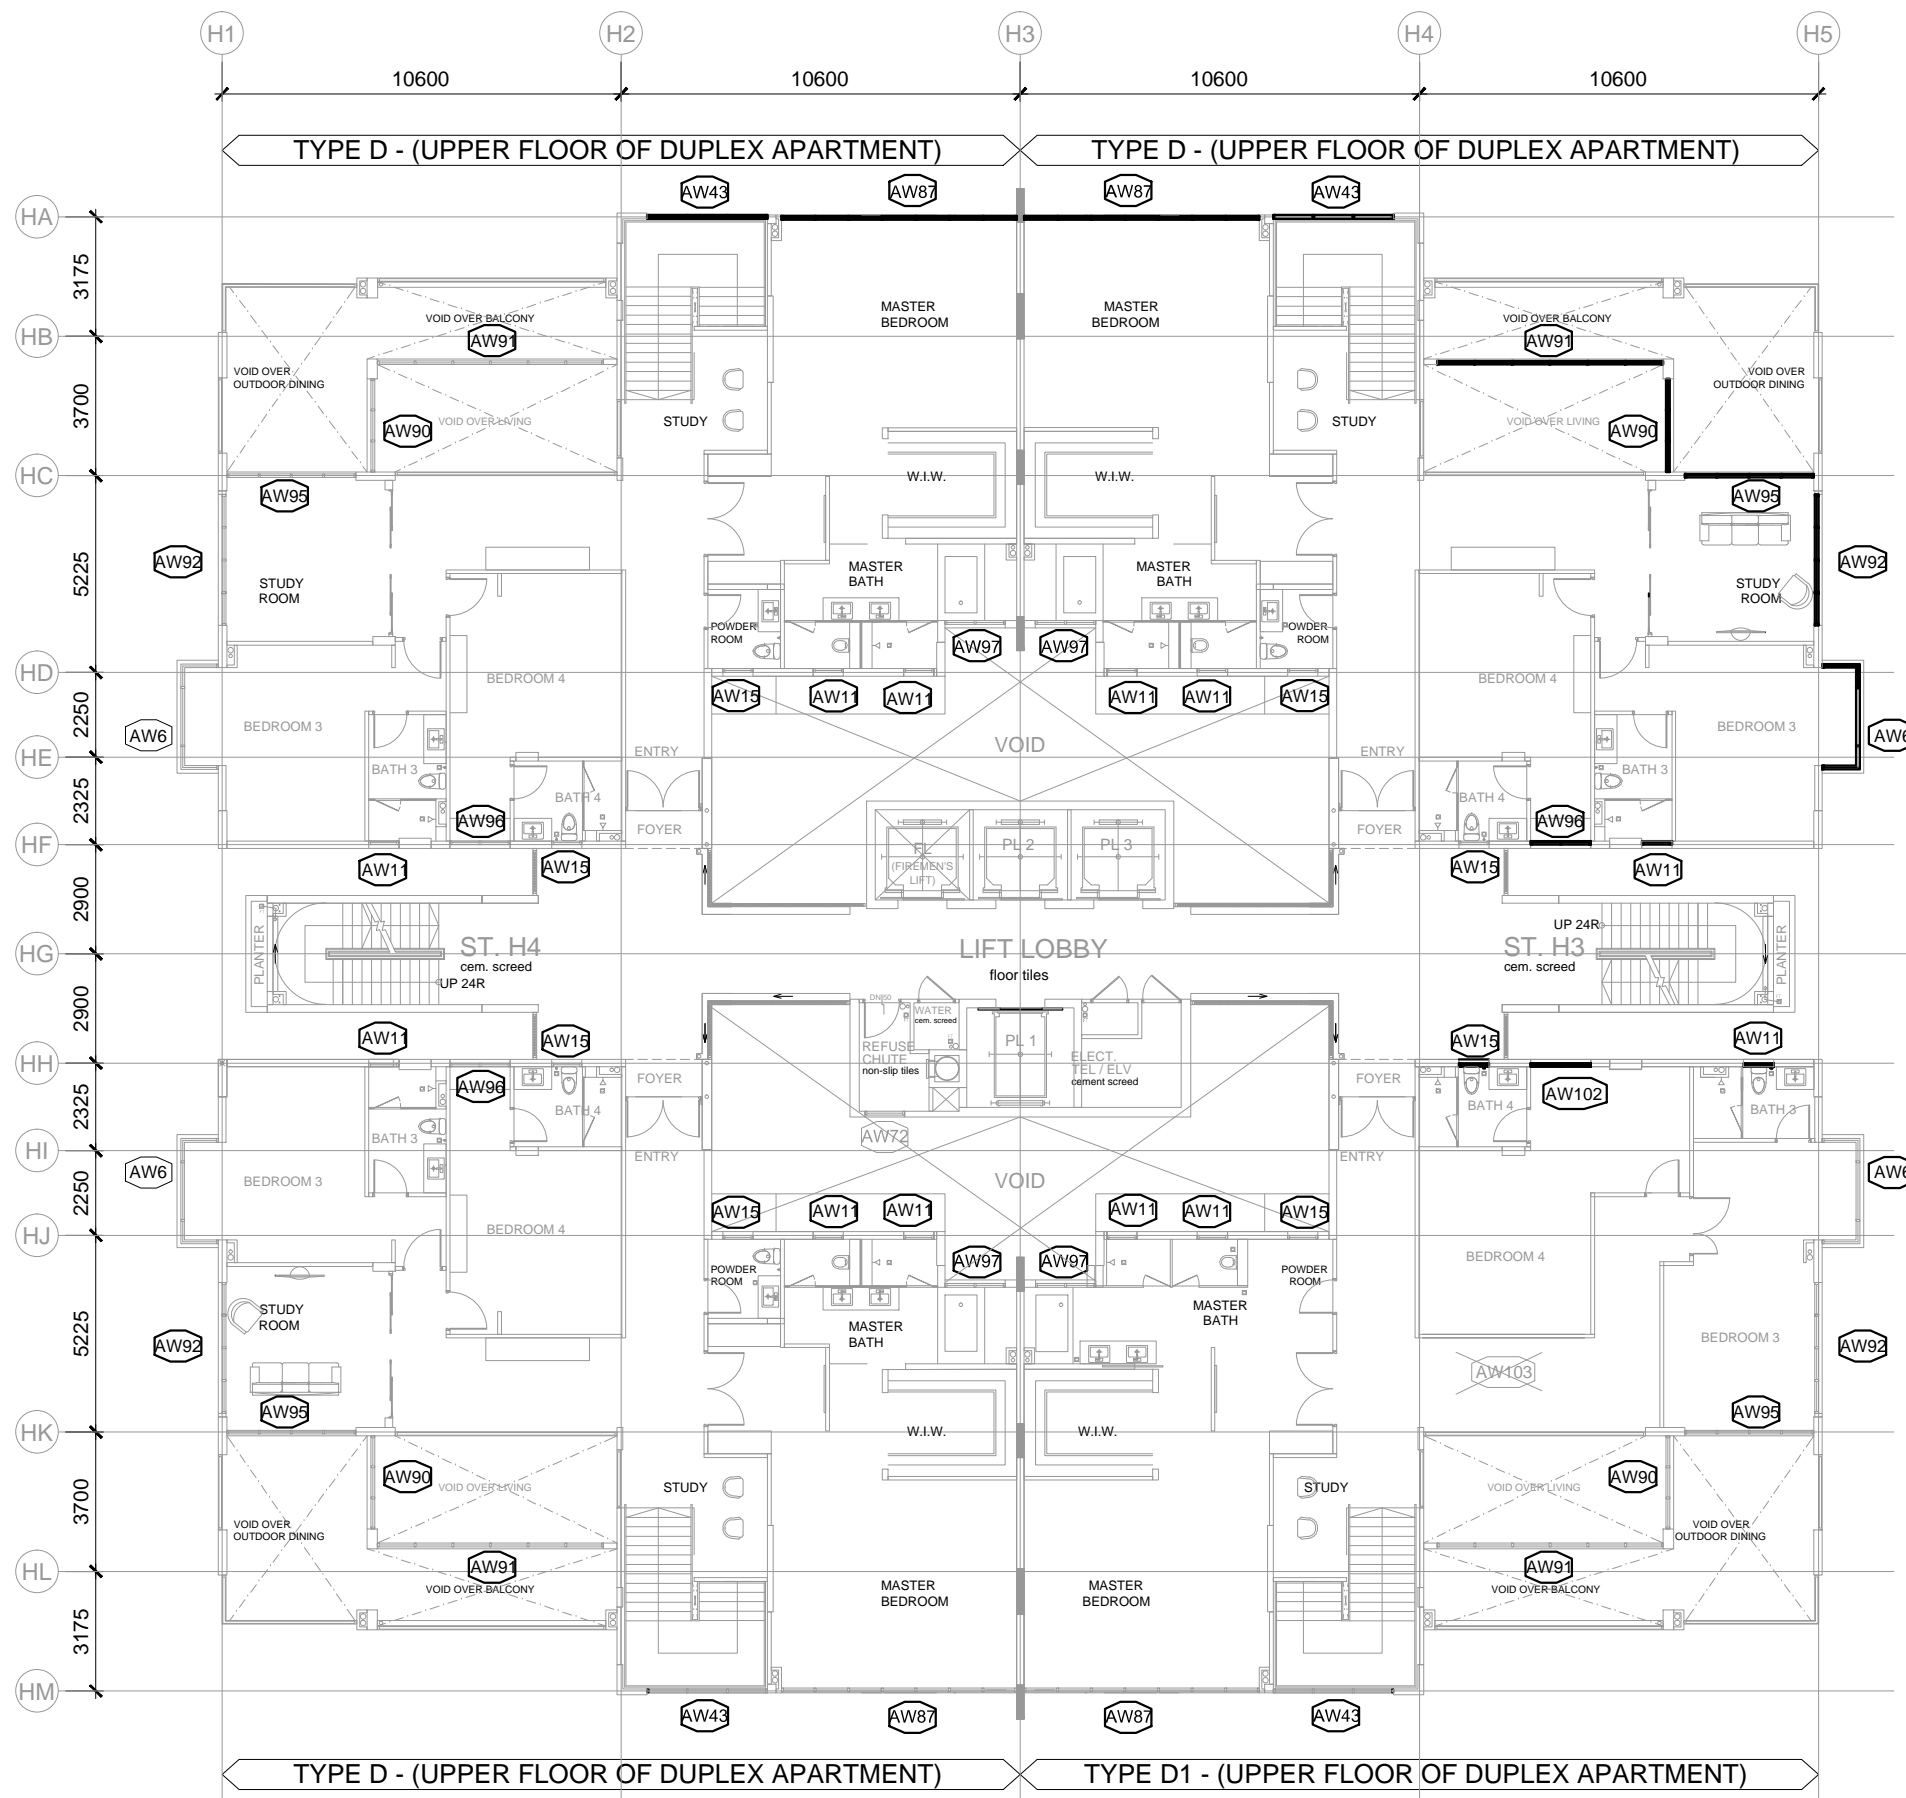 H1 H2 H3 H4 H5
10600 10600 10600 10600
TYPE D - (UPPER FLOOR OF DUPLEX APARTMENT) TYPE D - (UPPER FLOOR OF DUPLEX APARTMENT)
AW43 AW87 AW87 AW43
HA
3175
MASTER BEDROOM MASTER BEDROOM
VOID OVER BALCONY VOID OVER BALCONY
HB
AW91 AW91
VOID OVER OUTDOOR DINING VOID OVER OUTDOOR DINING
3700
AW90 VOID OVER LIVING STUDY STUDY VOID OVER LIVING AW90
HC
W.I.W. W.I.W.
AW95 AW95
5225
AW92 AW92
STUDY ROOM MASTER BATH MASTER BATH STUDY ROOM
POWDER ROOM POWDER ROOM
AW97 AW97
HD
BEDROOM 4 BEDROOM 4
AW15 AW11 AW11 AW11 AW11 AW15
2250
AW6 BEDROOM 3 BEDROOM 3 AW6
VOID
HE
ENTRY ENTRY
BATH 3 BATH 3
2325
BATH 4 BATH 4
AW96 AW96
FOYER FOYER
HF
FL (FIREMEN'S LIFT) PL 2 PL 3
AW11 AW15 AW15 AW11
2900
UP 24R
HG
PLANTER ST. H4 LIFT LOBBY ST. H3 PLANTER
cem. screed floor tiles cem. screed
UP 24R
2900
WATER
cem. screed
AW11 AW15 PL 1 AW15 AW11
REFUSE CHUTE
non-slip tiles
ELECT. TEL / ELV
cement screed
HH
AW96 FOYER FOYER AW102
2325
BATH 4 BATH 4 BATH 3
BATH 3 AW72
HI
ENTRY ENTRY
AW6 AW6
2250
BEDROOM 3 VOID
AW15 AW11 AW11 AW11 AW11 AW15
HJ
BEDROOM 4 BEDROOM 4
AW97 AW97
POWDER ROOM POWDER ROOM
5225
STUDY ROOM MASTER BATH MASTER BATH
AW92 BEDROOM 3 AW92
AW103
AW95 AW95
HK
W.I.W. W.I.W.
AW90 VOID OVER LIVING STUDY STUDY VOID OVER LIVING AW90
3700
VOID OVER OUTDOOR DINING VOID OVER OUTDOOR DINING
HL
AW91 AW91
VOID OVER BALCONY VOID OVER BALCONY
MASTER BEDROOM MASTER BEDROOM
3175
HM
AW43 AW87 AW87 AW43
TYPE D - (UPPER FLOOR OF DUPLEX APARTMENT) TYPE D1 - (UPPER FLOOR OF DUPLEX APARTMENT)